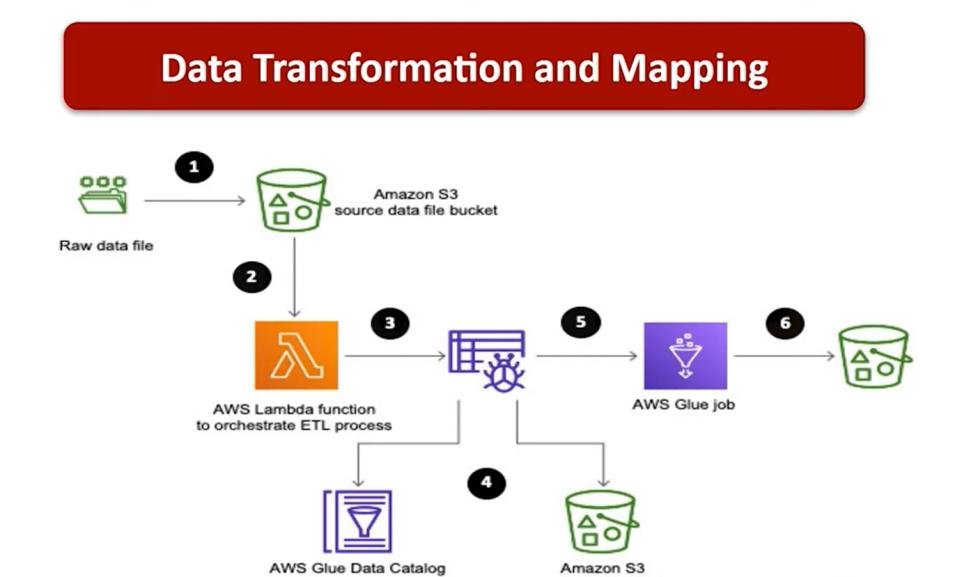 Data Transformation and Mapping
1
Raw data file
Amazon S3
source data file bucket
2
3
5
6
AWS Lambda function
to orchestrate ETL process
AWS Glue job
4
AWS Glue Data Catalog
Amazon S3